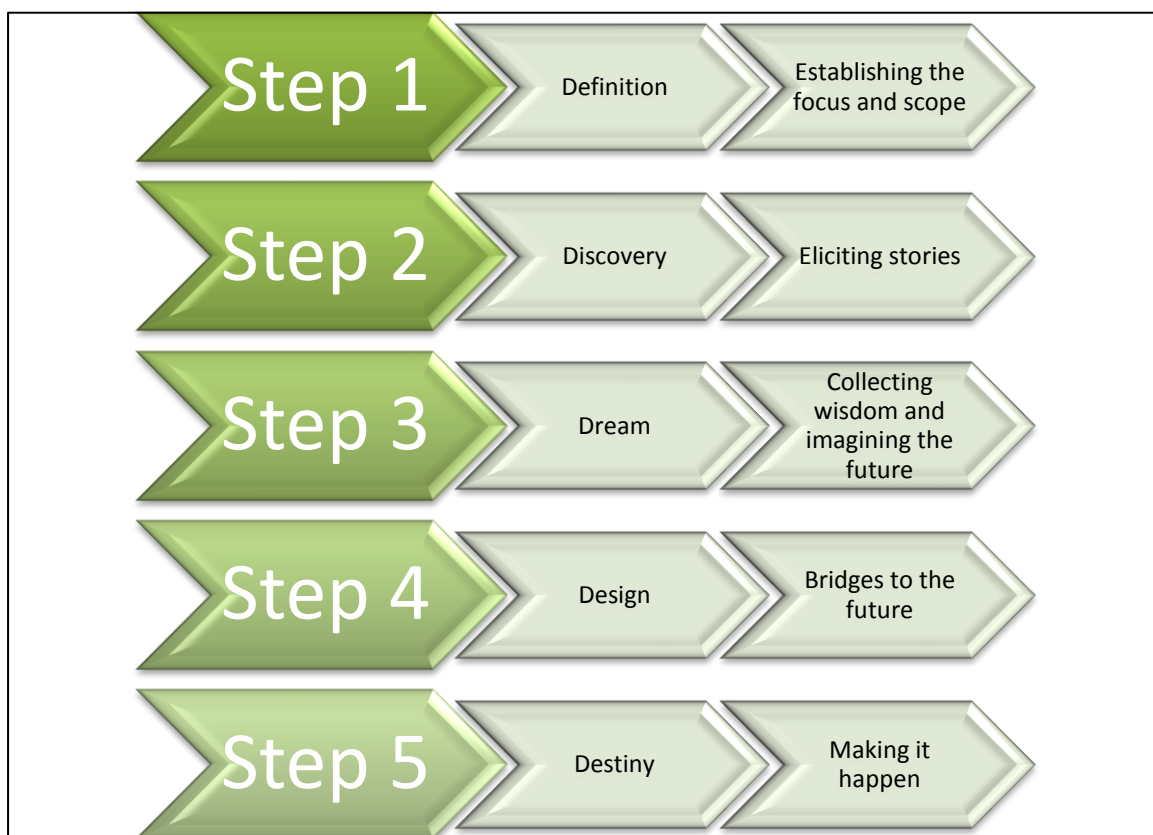 Step 1
Definition
Establishing the
focus and scope
Step 2
Discovery
Eliciting stories
Step 3
Dream
Collecting
wisdom and
imagining the
future
Step 4
Design
Bridges to the
future
Step 5
Destiny
Making it
happen